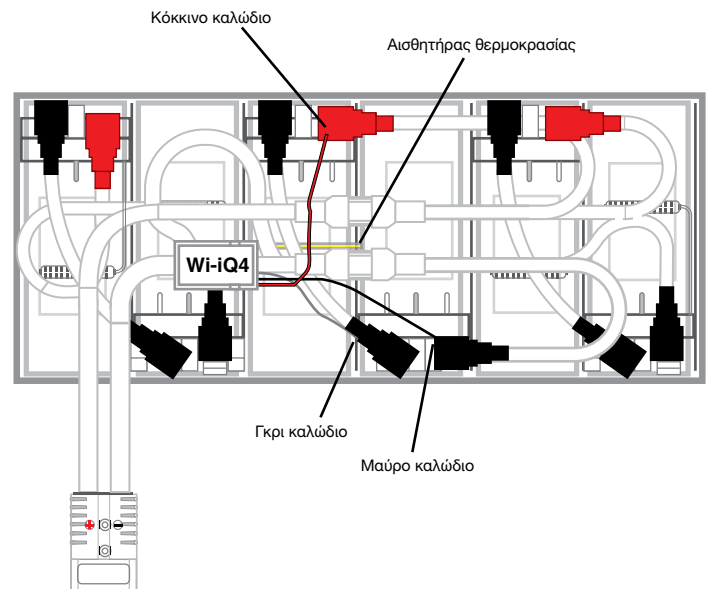 Κόκκινο καλώδιο
Αισθητήρας θερμοκρασίας
Wi-iQ4
Γκρι καλώδιο
Μαύρο καλώδιο